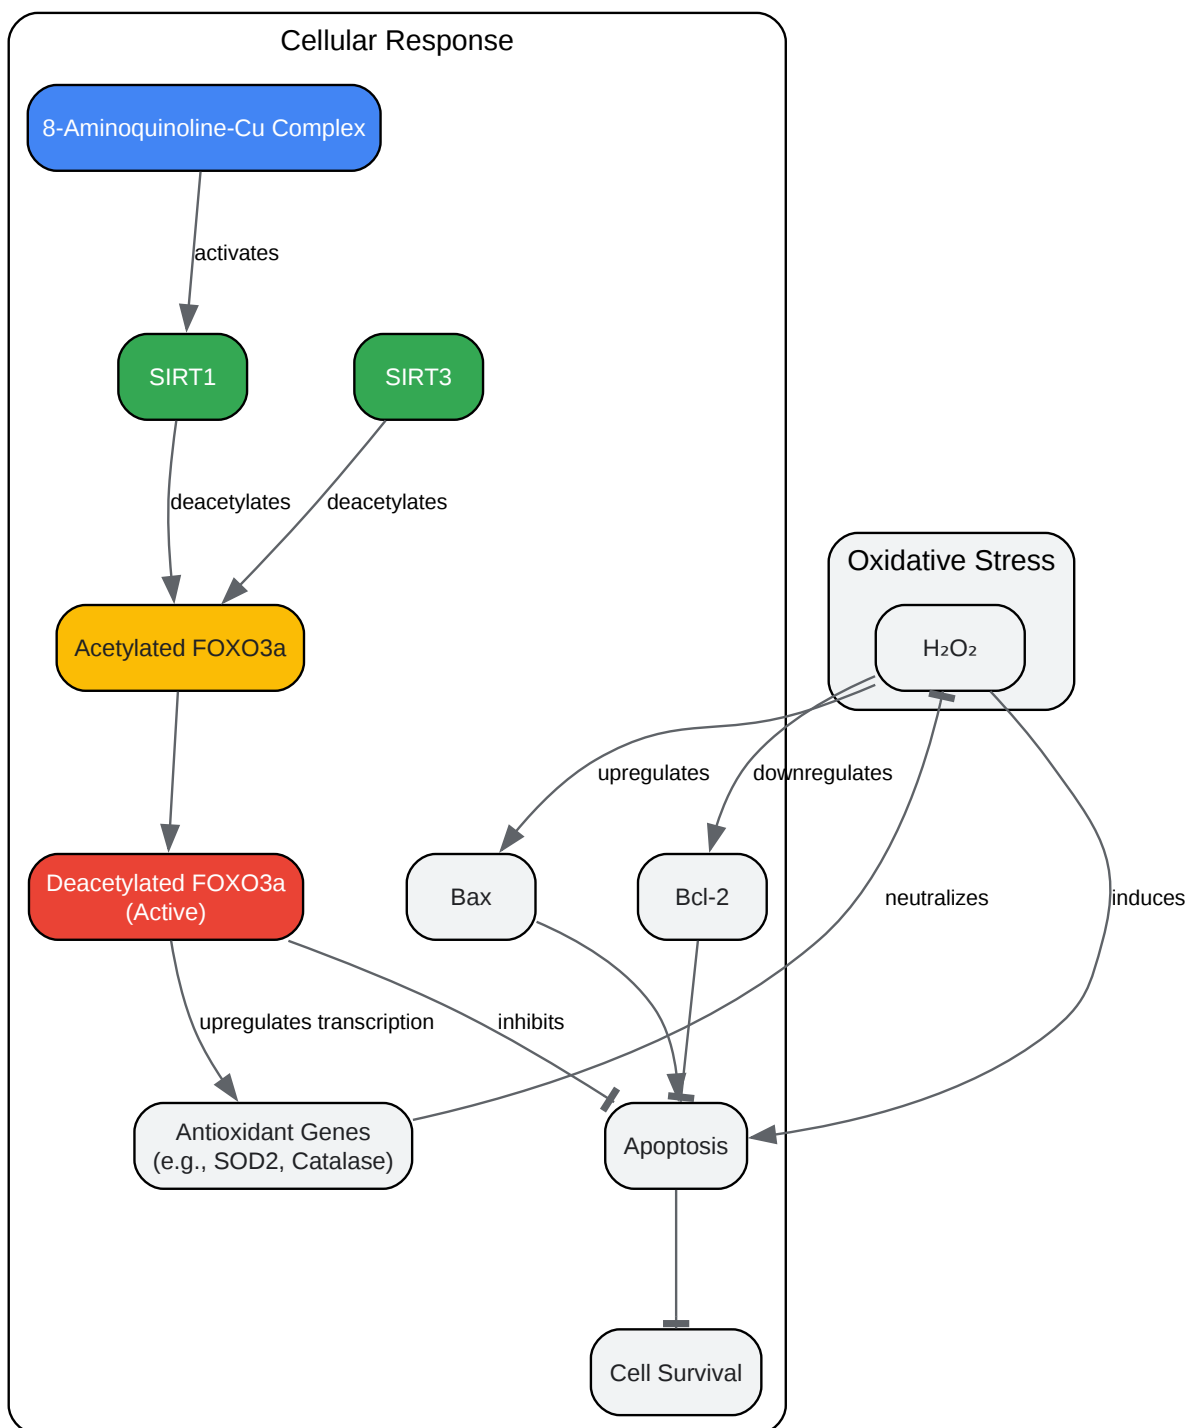 Cellular Response
8-Aminoquinoline-Cu Complex
activates
SIRT1
SIRT3
deacetylates
deacetylates
Oxidative Stress
H₂O₂
Acetylated FOXO3a
upregulates
downregulates
Deacetylated FOXO3a
(Active)
Bax
Bcl-2
neutralizes
induces
upregulates transcription
inhibits
Antioxidant Genes
(e.g., SOD2, Catalase)
Apoptosis
Cell Survival